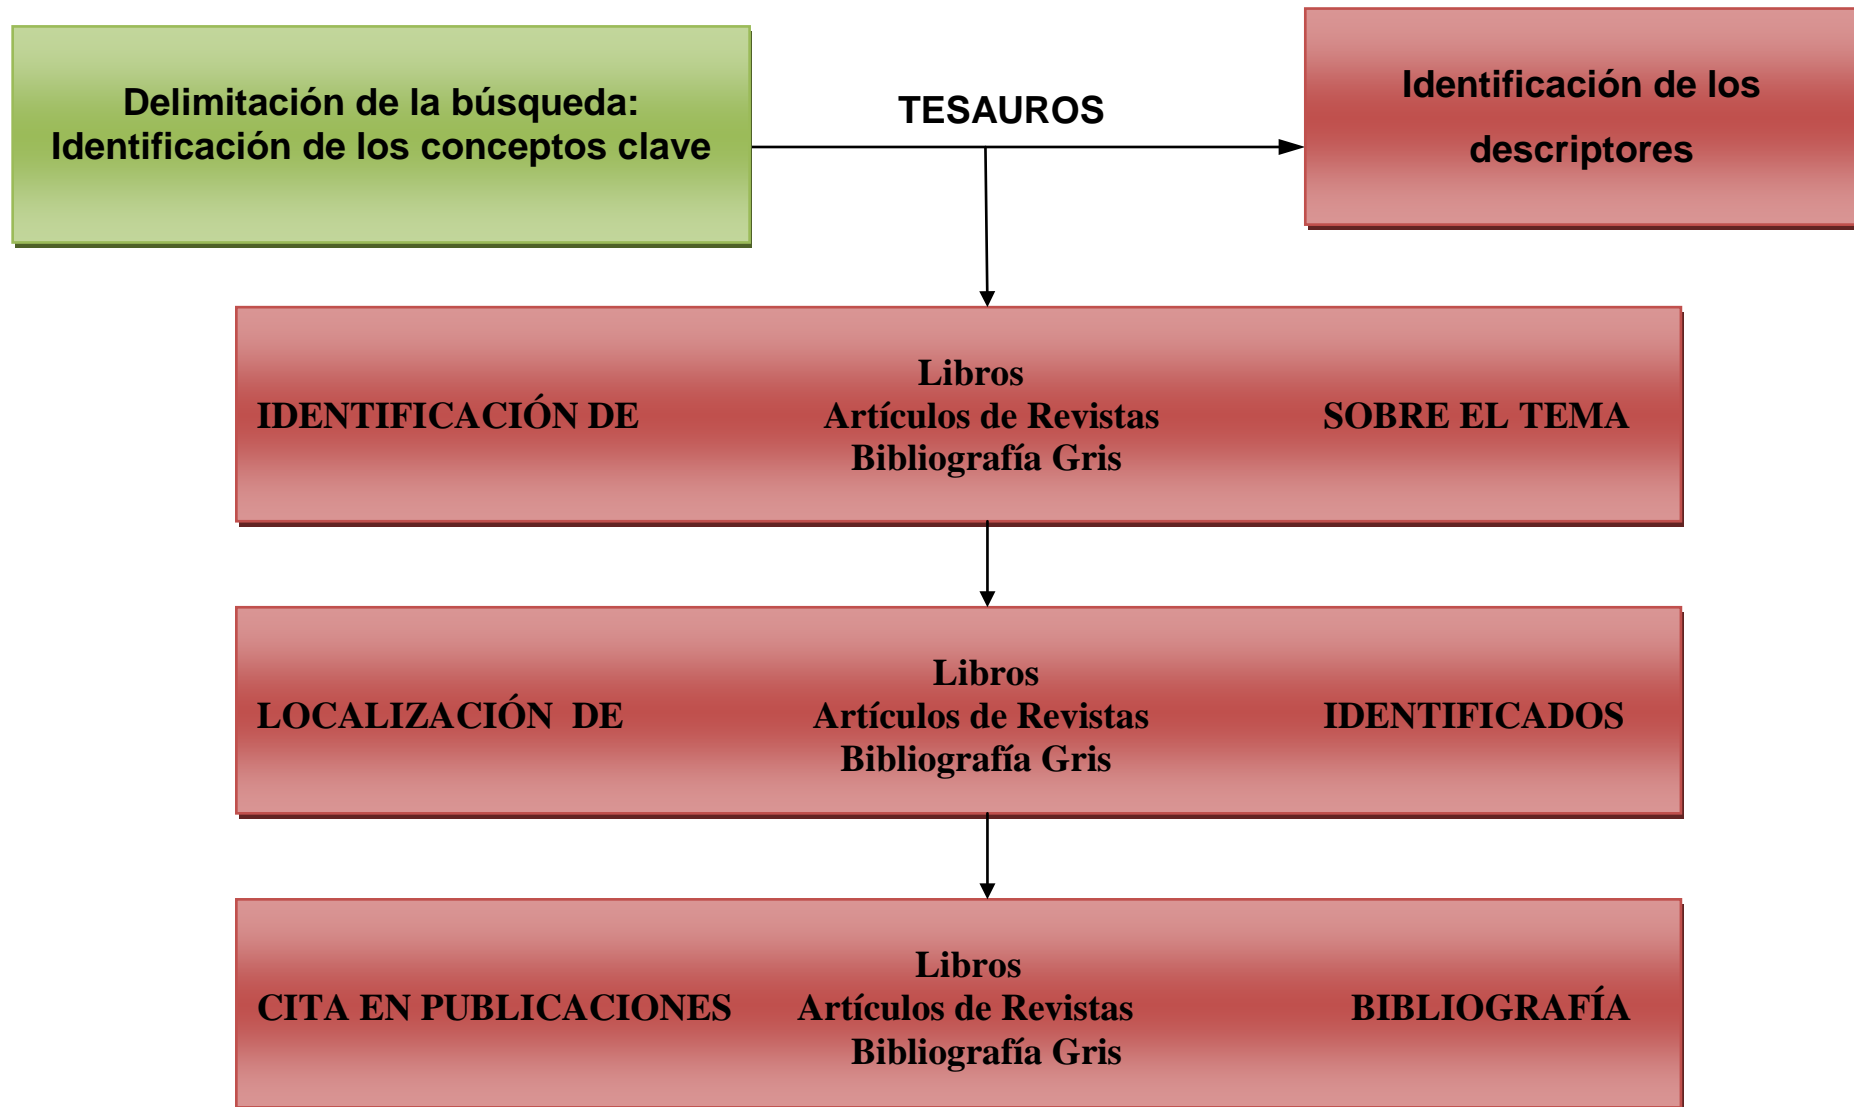 Delimitación de la búsqueda:
Identificación de los conceptos clave
TESAUROS
Identificación de los
descriptores
Libros
IDENTIFICACIÓN DE Artículos de Revistas SOBRE EL TEMA
Bibliografía Gris
Libros
LOCALIZACIÓN DE Artículos de Revistas IDENTIFICADOS
Bibliografía Gris
Libros
CITA EN PUBLICACIONES Artículos de Revistas BIBLIOGRAFÍA
Bibliografía Gris